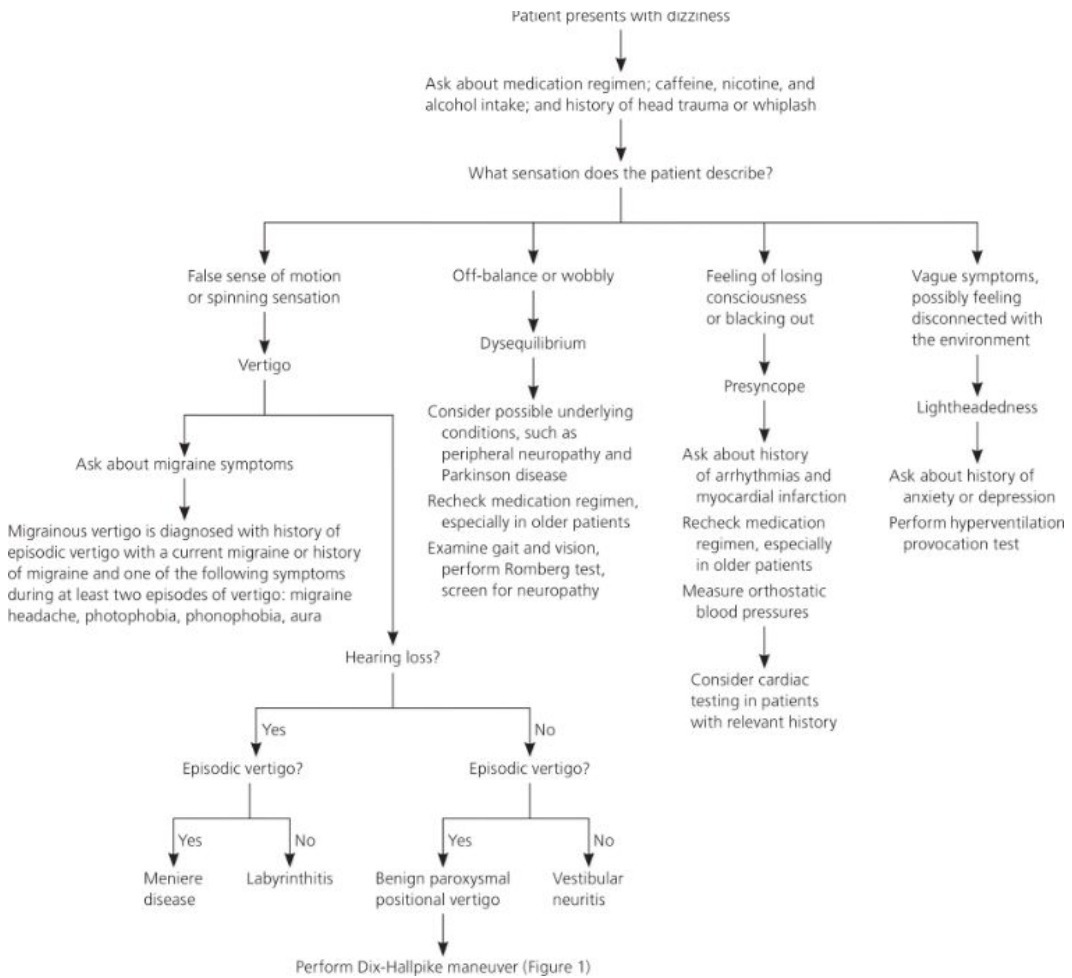 Patient presents with dizziness
Ask about medication regimen; caffeine, nicotine, and
alcohol intake; and history of head trauma or whiplash
What sensation does the patient describe?
False sense of motion
or spinning sensation
Vertigo
Ask about migraine symptoms
Migrainous vertigo is diagnosed with history of
episodic vertigo with a current migraine or history
of migraine and one of the following symptoms
during at least two episodes of vertigo: migraine
headache, photophobia, phonophobia, aura
Hearing loss?
Yes
Episodic vertigo?
Yes
Meniere
disease
No
Labyrinthitis
No
Episodic vertigo?
Yes
Benign paroxysmal
positional vertigo
Perform Dix-Hallpike maneuver (Figure 1)
No
Vestibular
neuritis
Off-balance or wobbly
Dysequilibrium
Consider possible underlying
conditions, such as
peripheral neuropathy and
Parkinson disease
Recheck medication regimen,
especially in older patients
Examine gait and vision,
perform Romberg test,
screen for neuropathy
Feeling of losing
consciousness
or blacking out
Presyncope
Ask about history
of arrhythmias and
myocardial infarction
Recheck medication
regimen, especially
in older patients
Measure orthostatic
blood pressures
Consider cardiac
testing in patients
with relevant history
Vague symptoms,
possibly feeling
disconnected with
the environment
Lightheadedness
Ask about history of
anxiety or depression
Perform hyperventilation
provocation test